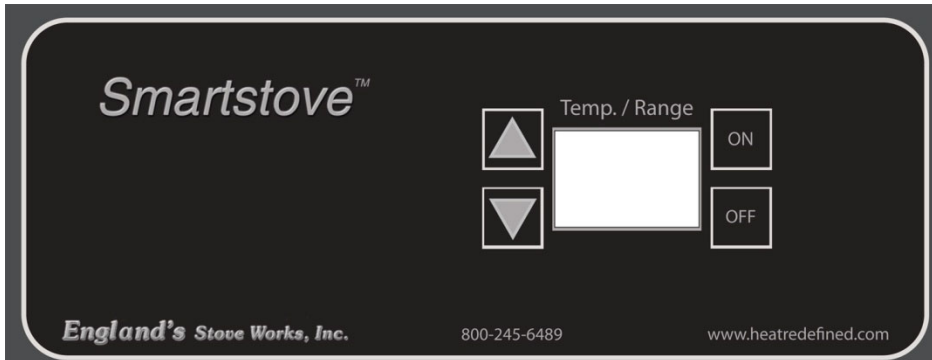 Smartstove™
Temp. / Range
ON
OFF
England's Stove Works, Inc.
800-245-6489
www.heatredefined.com